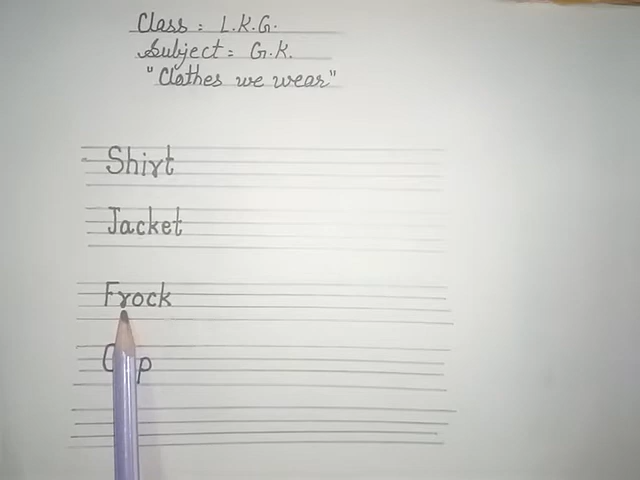 Class : L.K.G.
Subject : G.K.
"Clothes we wear"
Shirt
Jacket
Frock